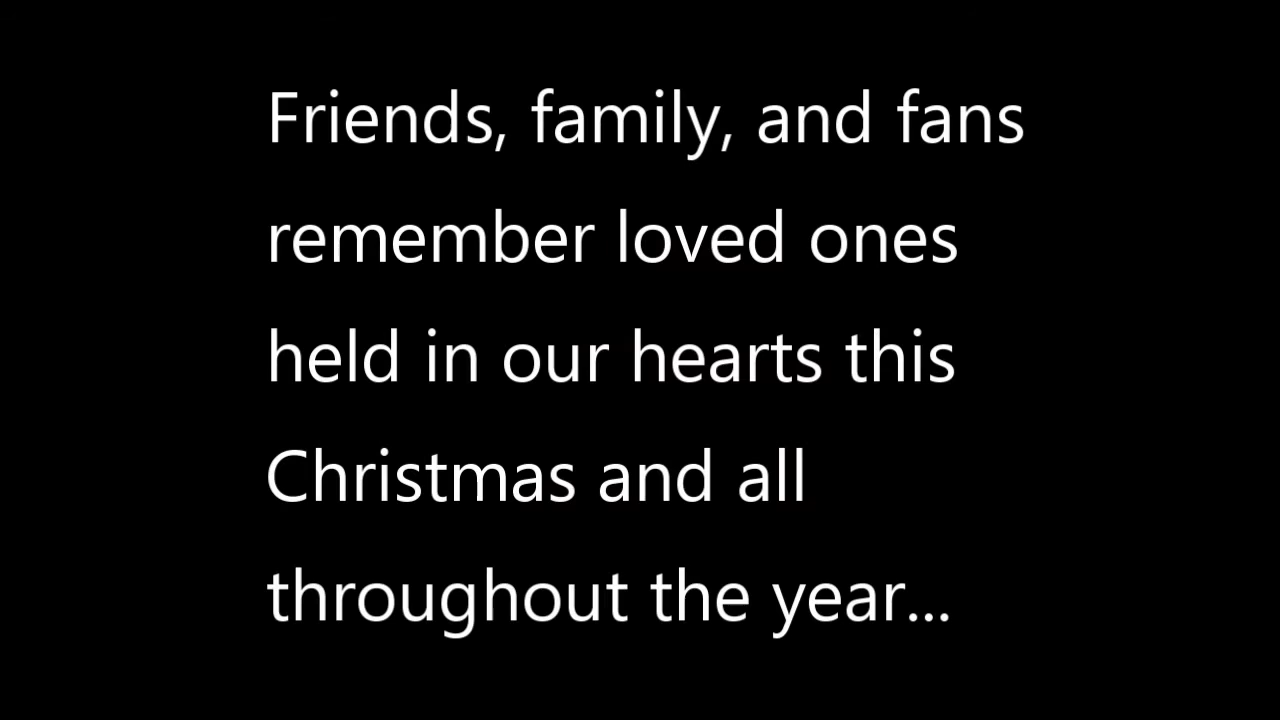 Friends, family, and fans
remember loved ones
held in our hearts this
Christmas and all
throughout the year...